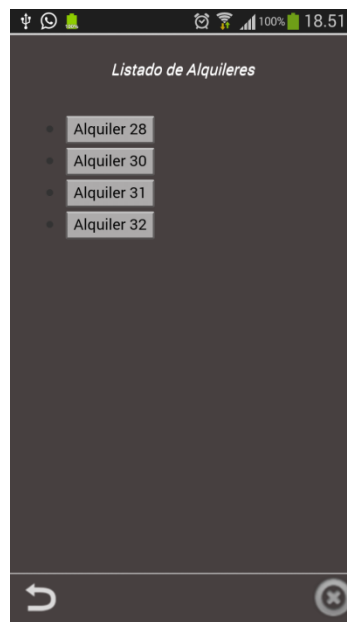 100% 18.51
Listado de Alquileres
Alquiler 28
Alquiler 30
Alquiler 31
Alquiler 32